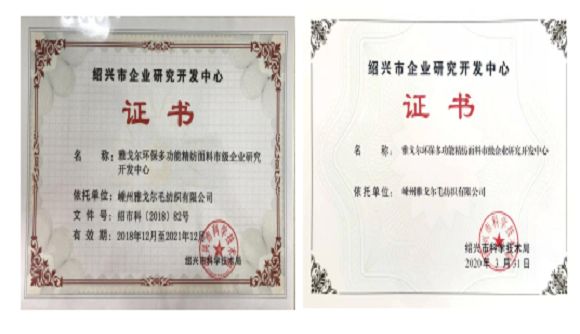 绍兴市企业研究开发中心
证书
名 称：雅戈尔环保多功能精纺面料市级企业研究
开发中心
依托单位：嵊州雅戈尔毛纺织有限公司
文 件 号：绍市科（2018）82号
有 效 期：2018年12月至2021年12月
绍兴市科学技术局
绍兴市企业研究开发中心
证书
名 称：雅戈尔环保多功能精纺面料市级企业研究开发中心
依托单位：嵊州雅戈尔毛纺织有限公司
绍兴市科学技术局
2020年 3月31日